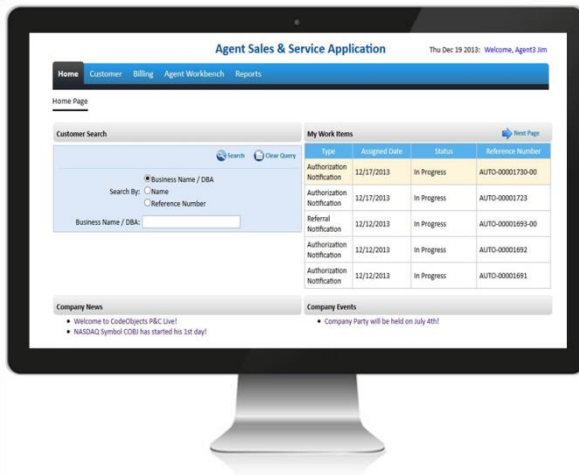 Agent Sales & Service Application
Thu Dec 19 2013: Welcome, Agent3 Jim
Home Customer Billing Agent Workbench Reports
Home Page
Customer Search
Search Clear Query
Search By:
Business Name / DBA
Name
Reference Number
Business Name / DBA:
My Work Items Next Page
Type Assigned Date Status Reference Number
Authorization
Notification 12/17/2013 In Progress AUTO-00001730-00
Authorization
Notification 12/17/2013 In Progress AUTO-00001723
Referral
Notification 12/12/2013 In Progress AUTO-00001693-00
Authorization
Notification 12/12/2013 In Progress AUTO-00001692
Authorization
Notification 12/12/2013 In Progress AUTO-00001691
Company News
Welcome to CodeObjects P&C Live!
NASDAQ Symbol COBJ has started his 1st day!
Company Events
Company Party will be held on July 4th!